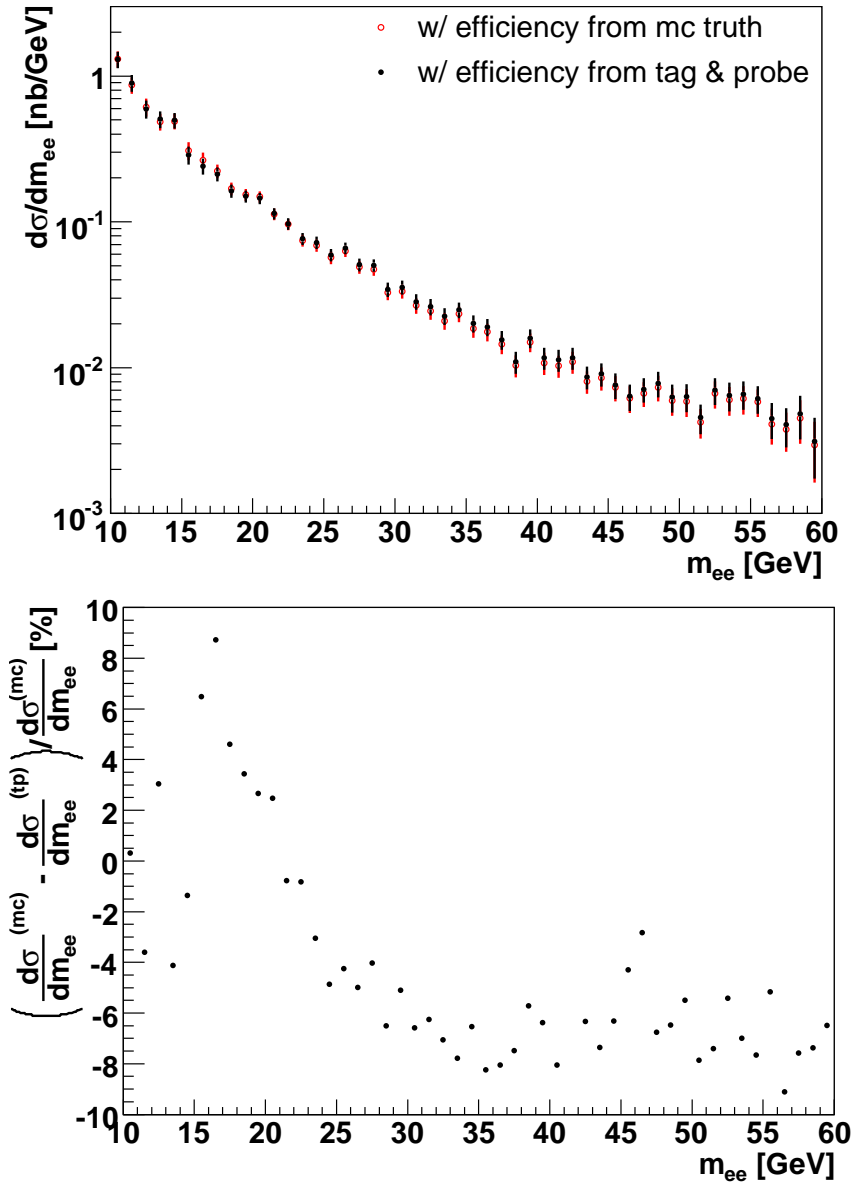 w/ efficiency from mc truth
w/ efficiency from tag & probe
dσ/dm_ee [nb/GeV]
1
10^-1
10^-2
10^-3
10 15 20 25 30 35 40 45 50 55 60
m_ee [GeV]
(dσ^(mc)/dm_ee - dσ^(tp)/dm_ee)/dσ^(mc)/dm_ee [%]
10
8
6
4
2
0
-2
-4
-6
-8
-10
10 15 20 25 30 35 40 45 50 55 60
m_ee [GeV]